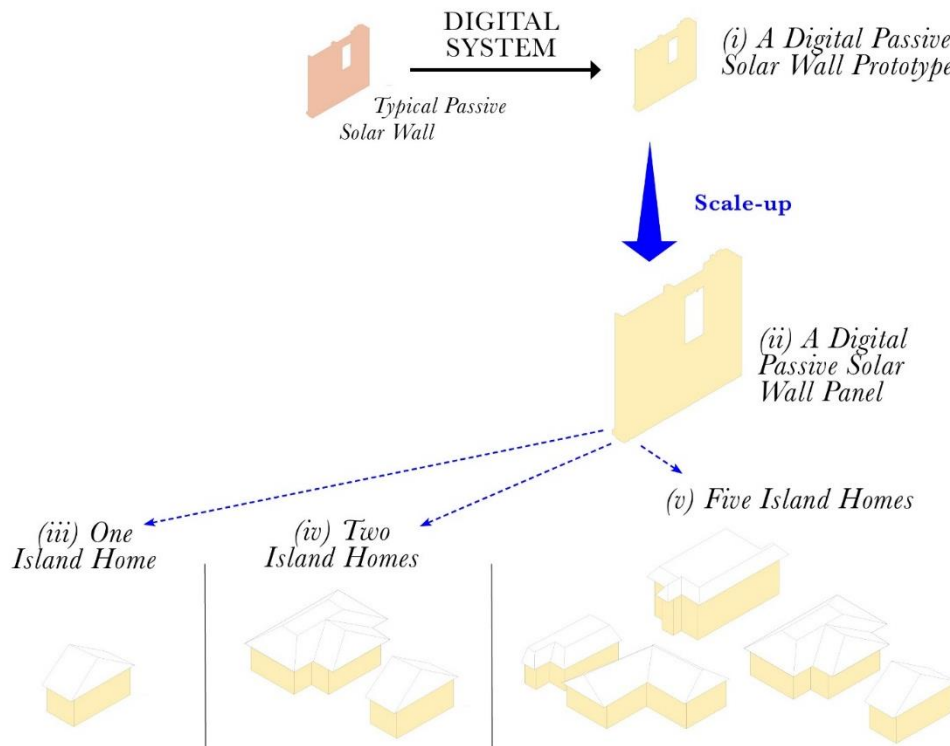 DIGITAL
SYSTEM
Typical Passive
Solar Wall
(i) A Digital Passive
Solar Wall Prototype
Scale-up
(ii) A Digital
Passive Solar
Wall Panel
(iii) One
Island Home
(iv) Two
Island Homes
(v) Five Island Homes